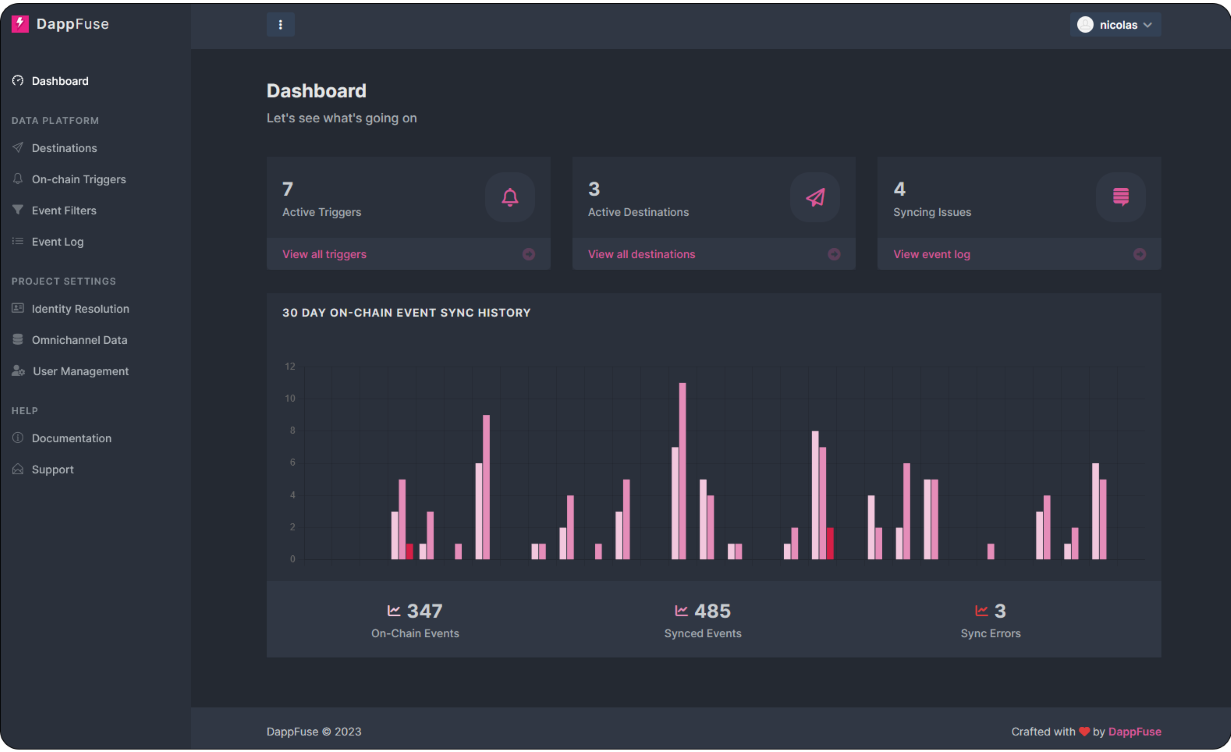 DappFuse
nicolas
Dashboard
DATA PLATFORM
Destinations
On-chain Triggers
Event Filters
Event Log
PROJECT SETTINGS
Identity Resolution
Omnichannel Data
User Management
HELP
Documentation
Support
Dashboard
Let's see what's going on
7
Active Triggers
View all triggers
3
Active Destinations
View all destinations
4
Syncing Issues
View event log
30 DAY ON-CHAIN EVENT SYNC HISTORY
12
10
8
6
4
2
0
347
On-Chain Events
485
Synced Events
3
Sync Errors
DappFuse © 2023
Crafted with ❤ by DappFuse